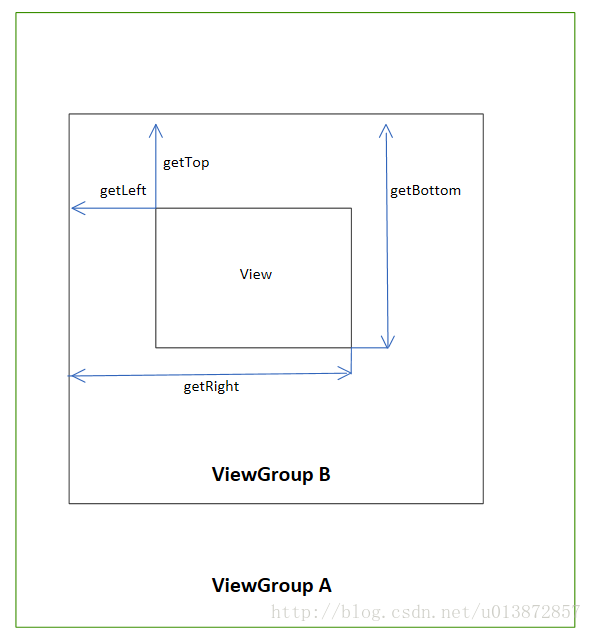 getTop
getLeft
getBottom
View
getRight
ViewGroup B
ViewGroup A
http://blog.csdn.net/u013872857